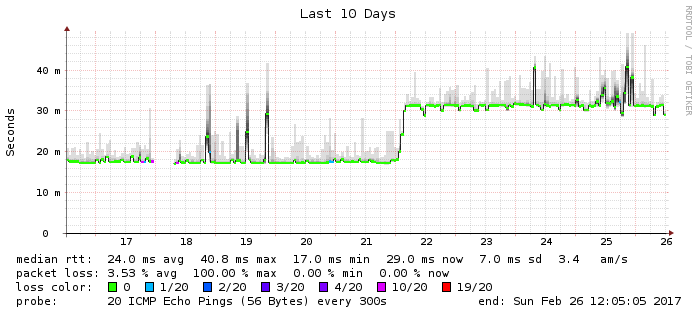 Last 10 Days
RRDTOOL / TOBI OETIKER
Seconds
40 m
30 m
20 m
10 m
0
17 18 19 20 21 22 23 24 25 26
median rtt: 24.0 ms avg 40.8 ms max 17.0 ms min 29.0 ms now 7.0 ms sd 3.4 am/s
packet loss: 3.53 % avg 100.00 % max 0.00 % min 0.00 % now
loss color: 0 1/20 2/20 3/20 4/20 10/20 19/20
probe: 20 ICMP Echo Pings (56 Bytes) every 300s end: Sun Feb 26 12:05:05 2017